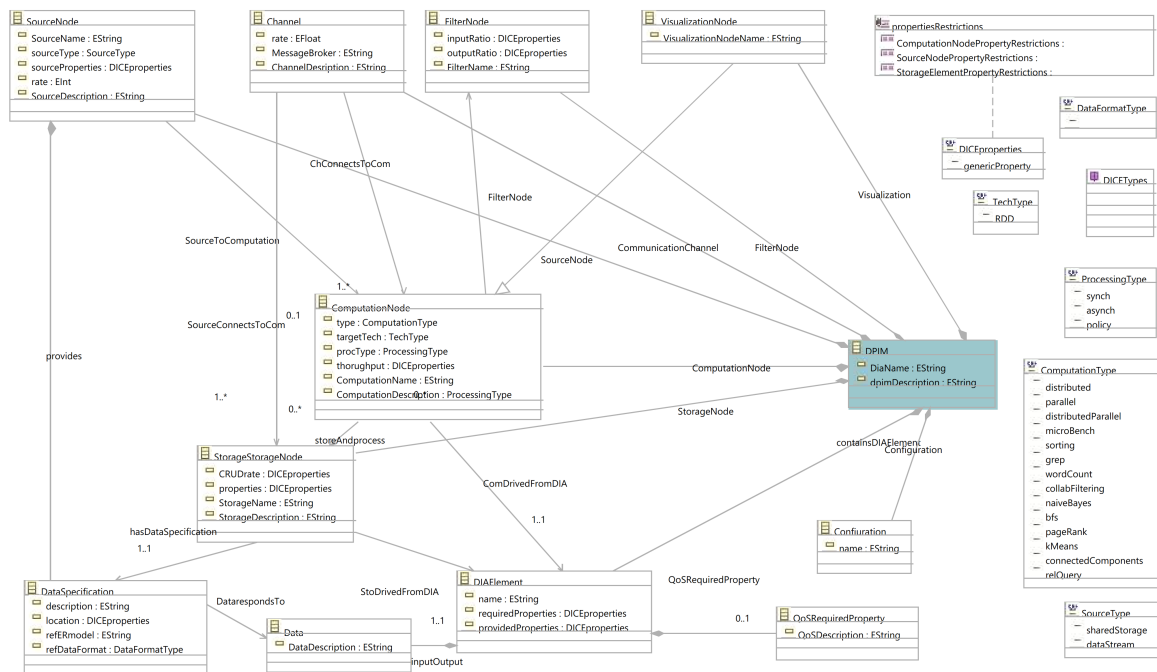 SourceNode
SourceName : EString
sourceType : SourceType
sourceProperties : DICEproperties
rate : EInt
SourceDescription : EString
Channel
rate : EFloat
MessageBroker : EString
ChannelDesription : EString
FilterNode
inputRatio : DICEproperties
outputRatio : DICEproperties
FilterName : EString
VisualizationNode
VisualizationNodeName : EString
propertiesRestrictions
ComputationNodePropertyRestrictions :
SourceNodePropertyRestrictions :
StorageElementPropertyRestrictions :
DataFormatType
DICEproperties
genericProperty
DICETypes
TechType
RDD
ChConnectsToCom
FilterNode
Visualization
SourceToComputation
CommunicationChannel
FilterNode
SourceNode
1..*
0..1
SourceConnectsToCom
ProcessingType
synch
asynch
policy
ComputationNode
type : ComputationType
targetTech : TechType
procType : ProcessingType
thorughput : DICEproperties
ComputationName : EString
ComputationDescription : ProcessingType
0..*
provides
1..*
0..*
ComputationNode
StorageNode
DPIM
DiaName : EString
dpimDescription : EString
ComputationType
distributed
parallel
distributedParallel
microBench
sorting
grep
wordCount
collabFiltering
naiveBayes
bfs
pageRank
kMeans
connectedComponents
relQuery
storeAndprocess
containsDIAElement
Configuration
StorageStorageNode
CRUDrate : DICEproperties
properties : DICEproperties
StorageName : EString
StorageDescription : EString
ComDrivedFromDIA
1..1
hasDataSpecification
1..1
Confiuration
name : EString
DataSpecification
description : EString
location : DICEproperties
refERmodel : EString
refDataFormat : DataFormatType
DatarespondsTo
StoDrivedFromDIA
1..1
DIAElement
name : EString
requiredProperties : DICEproperties
providedProperties : DICEproperties
QoSRequiredProperty
0..1
QoSRequiredProperty
QoSDescription : EString
Data
DataDescription : EString
inputOutput
SourceType
sharedStorage
dataStream